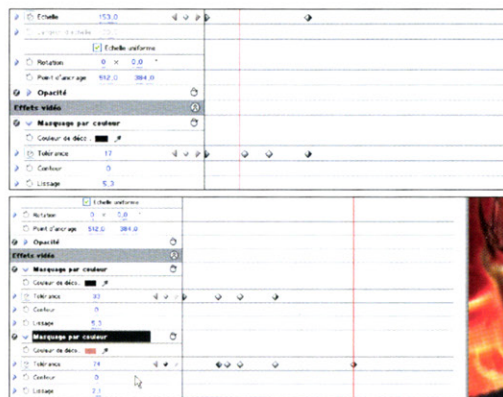 Echelle 153,0
Echelle uniforme
Rotation 0 × 0,0 °
Point d'ancrage 512,0 384,0
Opacité
Effets vidéo
Masquage par couleur
Couleur de déco...
Tolérance 17
Contour 0
Lissage 5,3
Echelle uniforme
Rotation 0 × 0,0 °
Point d'ancrage 512,0 384,0
Opacité
Effets vidéo
Masquage par couleur
Couleur de déco...
Tolérance
Contour 0
Lissage 5,3
Masquage par couleur
Couleur de déco...
Tolérance 74
Contour 0
Lissage